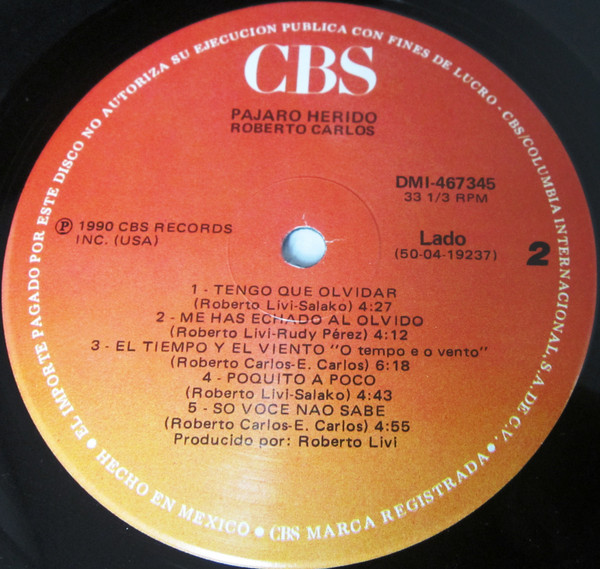 EL IMPORTE PAGADO POR ESTE DISCO NO AUTORIZA SU EJECUCION PUBLICA CON FINES DE LUCRO - CBS/COLUMBIA INTERNACIONAL, S.A. DE C.V. •
CBS
PAJARO HERIDO
ROBERTO CARLOS
DMI-467345
33 1/3 RPM
Ⓟ 1990 CBS RECORDS
INC. (USA)
Lado 2
(50-04-19237)
1 - TENGO QUE OLVIDAR
(Roberto Livi-Salako) 4:27
2 - ME HAS ECHADO AL OLVIDO
(Roberto Livi-Rudy Pérez) 4:12
3 - EL TIEMPO Y EL VIENTO "O tempo e o vento"
(Roberto Carlos-E. Carlos) 6:18
4 - POQUITO A POCO
(Roberto Livi-Salako) 4:43
5 - SO VOCE NAO SABE
(Roberto Carlos-E. Carlos) 4:55
Producido por: Roberto Livi
• HECHO EN MEXICO • CBS MARCA REGISTRADA •